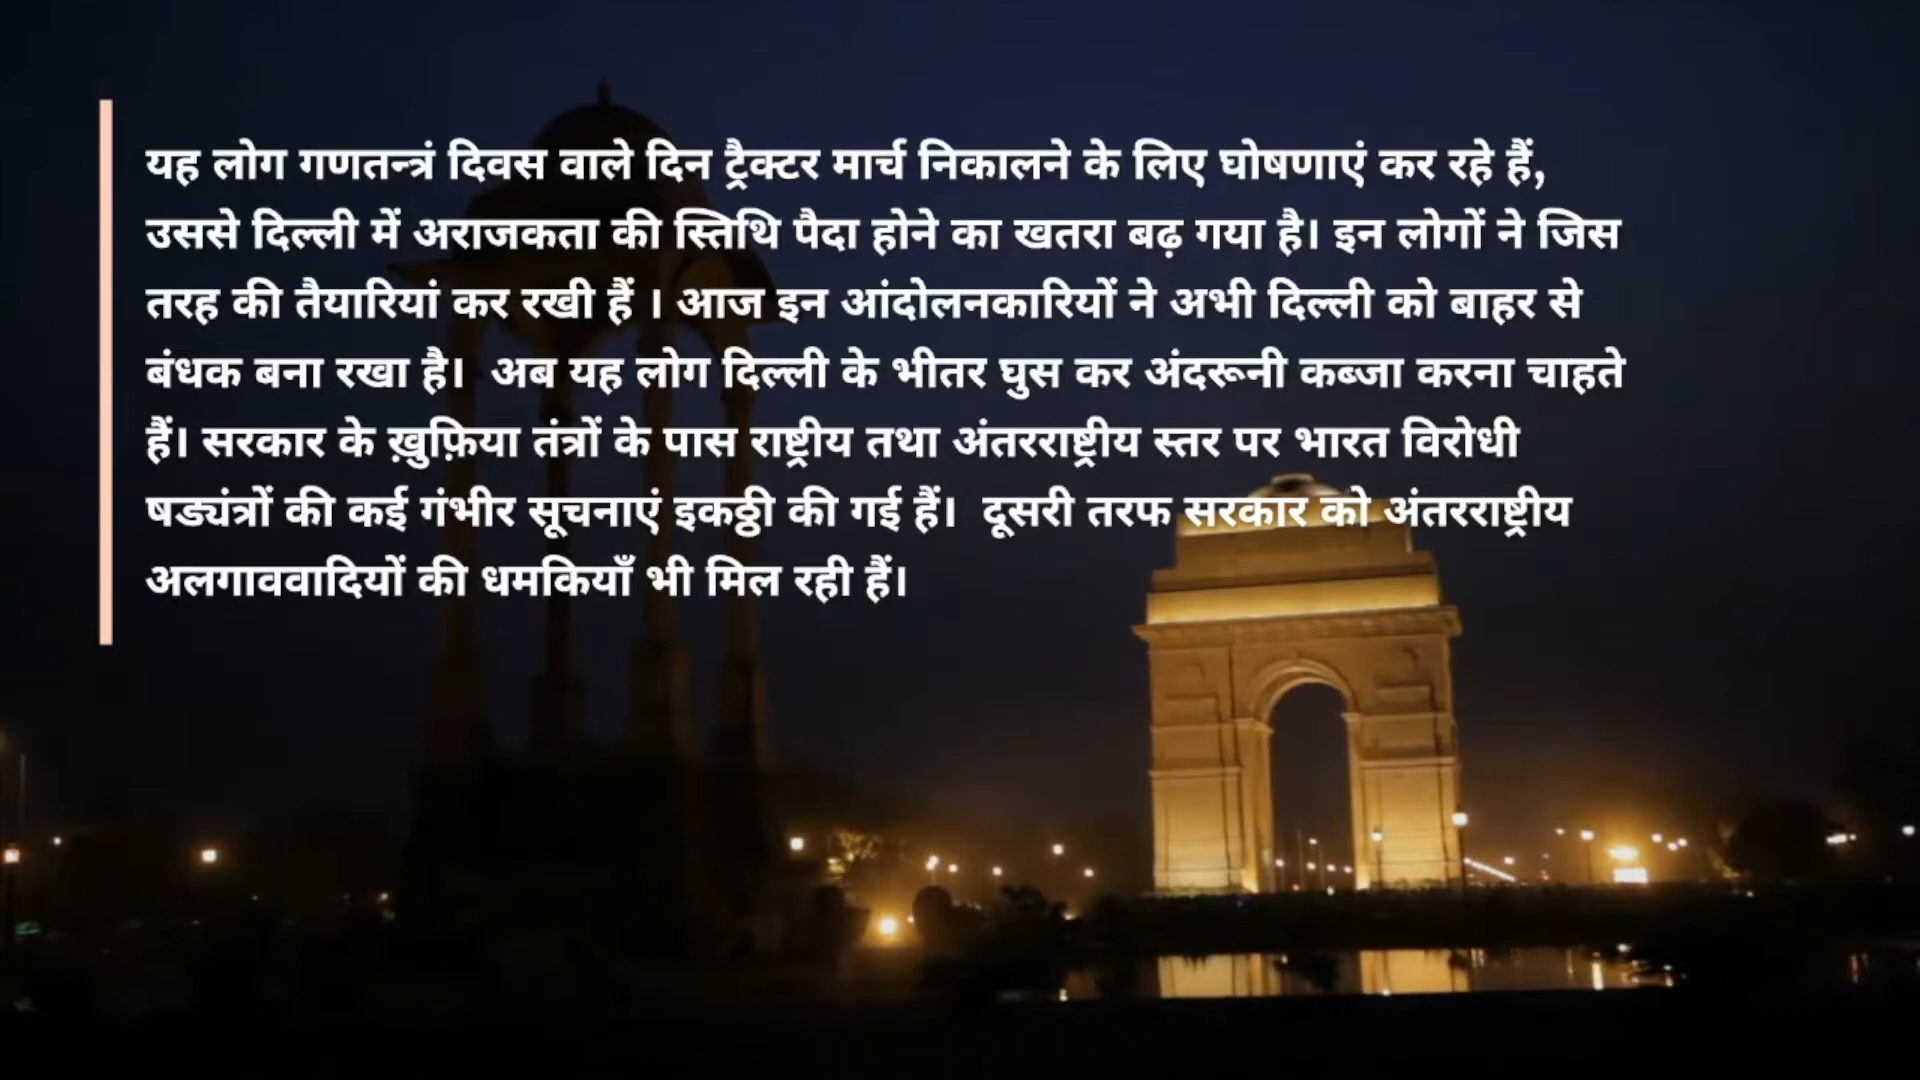 यह लोग गणतन्त्रं दिवस वाले दिन ट्रैक्टर मार्च निकालने के लिए घोषणाएं कर रहे हैं,
उससे दिल्ली में अराजकता की स्तिथि पैदा होने का खतरा बढ़ गया है। इन लोगों ने जिस
तरह की तैयारियां कर रखी हैं । आज इन आंदोलनकारियों ने अभी दिल्ली को बाहर से
बंधक बना रखा है।  अब यह लोग दिल्ली के भीतर घुस कर अंदरूनी कब्जा करना चाहते
हैं। सरकार के ख़ुफ़िया तंत्रों के पास राष्ट्रीय तथा अंतरराष्ट्रीय स्तर पर भारत विरोधी
षड्यंत्रों की कई गंभीर सूचनाएं इकठ्ठी की गई हैं।  दूसरी तरफ सरकार को अंतरराष्ट्रीय
अलगाववादियों की धमकियाँ भी मिल रही हैं।